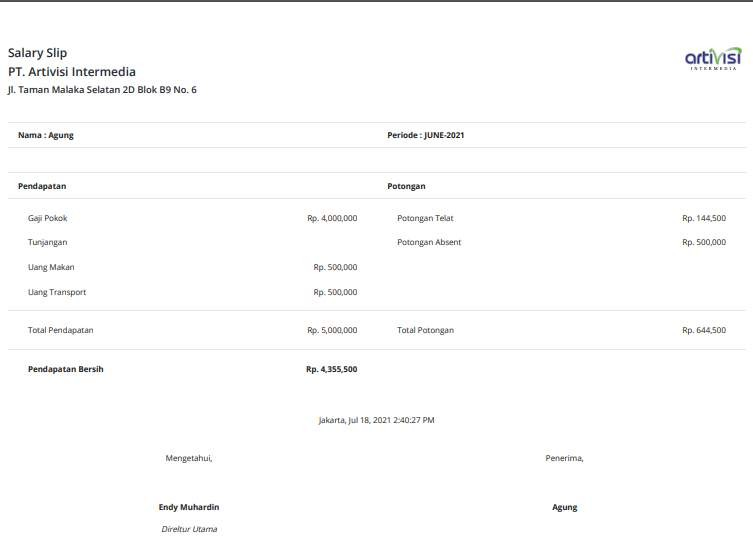 Salary Slip
PT. Artivisi Intermedia
artivisi
INTERMEDIA
Jl. Taman Malaka Selatan 2D Blok B9 No. 6
Nama : Agung Periode : JUNE-2021
Pendapatan Potongan
Gaji Pokok Rp. 4,000,000 Potongan Telat Rp. 144,500
Tunjangan Potongan Absent Rp. 500,000
Uang Makan Rp. 500,000
Uang Transport Rp. 500,000
Total Pendapatan Rp. 5,000,000 Total Potongan Rp. 644,500
Pendapatan Bersih Rp. 4,355,500
Jakarta, Jul 18, 2021 2:40:27 PM
Mengetahui, Penerima,
Endy Muhardin Agung
Direltur Utama